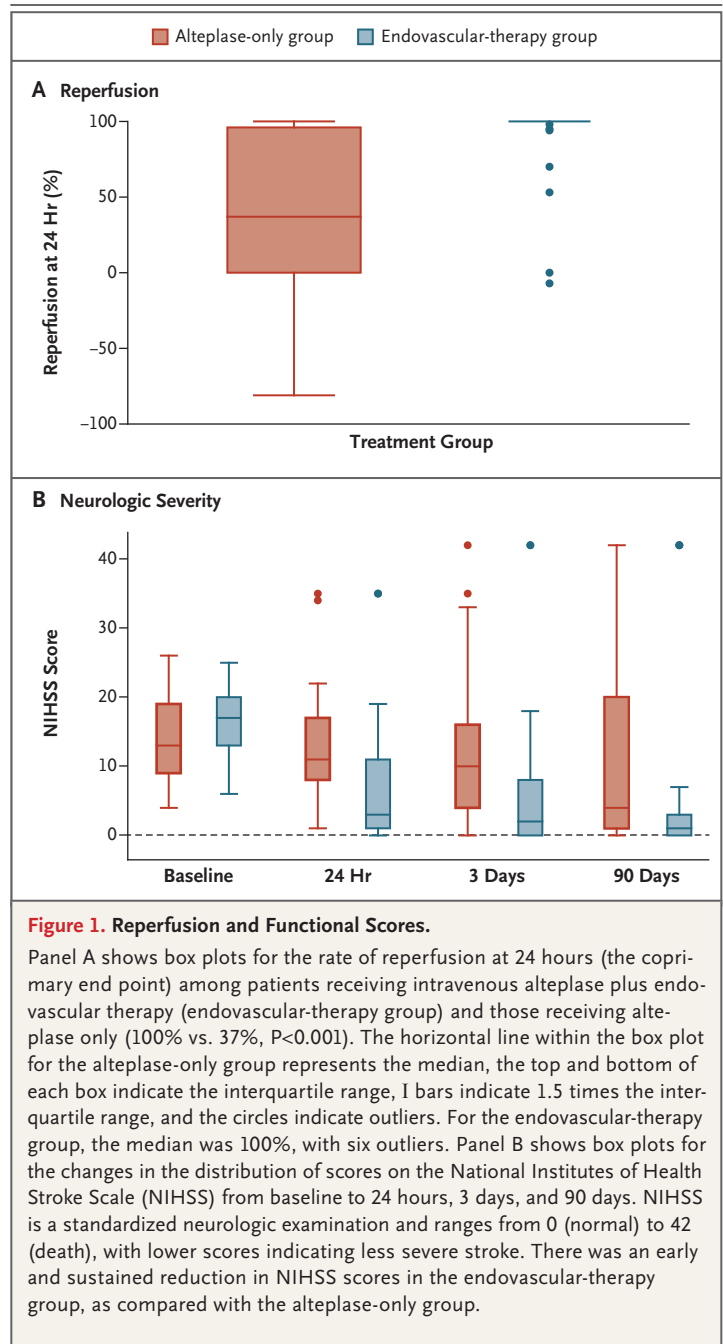 Alteplase-only group Endovascular-therapy group
A Reperfusion
100
50
0
−50
−100
Reperfusion at 24 Hr (%)
Treatment Group
B Neurologic Severity
40
30
20
10
0
NIHSS Score
Baseline 24 Hr 3 Days 90 Days
Figure 1. Reperfusion and Functional Scores.
Panel A shows box plots for the rate of reperfusion at 24 hours (the copri-
mary end point) among patients receiving intravenous alteplase plus endo-
vascular therapy (endovascular-therapy group) and those receiving alte-
plase only (100% vs. 37%, P<0.001). The horizontal line within the box plot
for the alteplase-only group represents the median, the top and bottom of
each box indicate the interquartile range, I bars indicate 1.5 times the inter-
quartile range, and the circles indicate outliers. For the endovascular-therapy
group, the median was 100%, with six outliers. Panel B shows box plots for
the changes in the distribution of scores on the National Institutes of Health
Stroke Scale (NIHSS) from baseline to 24 hours, 3 days, and 90 days. NIHSS
is a standardized neurologic examination and ranges from 0 (normal) to 42
(death), with lower scores indicating less severe stroke. There was an early
and sustained reduction in NIHSS scores in the endovascular-therapy
group, as compared with the alteplase-only group.